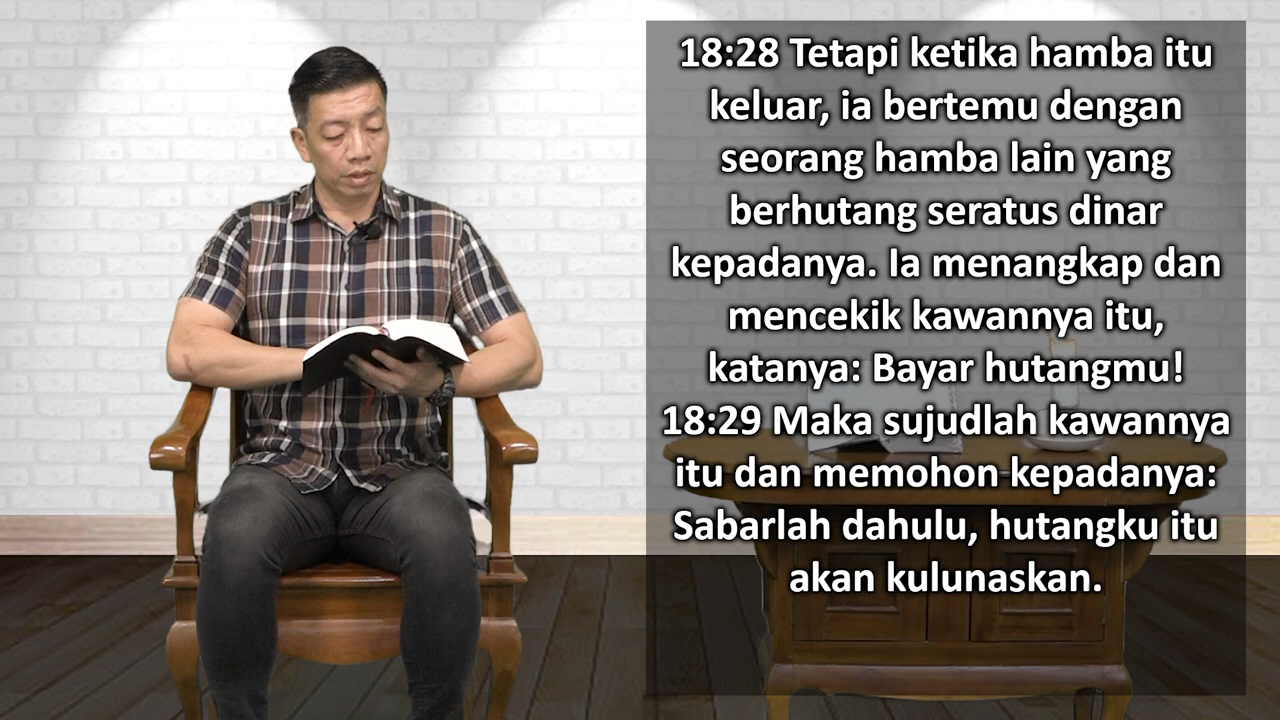 18:28 Tetapi ketika hamba itu
keluar, ia bertemu dengan
seorang hamba lain yang
berhutang seratus dinar
kepadanya. Ia menangkap dan
mencekik kawannya itu,
katanya: Bayar hutangmu!
18:29 Maka sujudlah kawannya
itu dan memohon kepadanya:
Sabarlah dahulu, hutangku itu
akan kulunaskan.